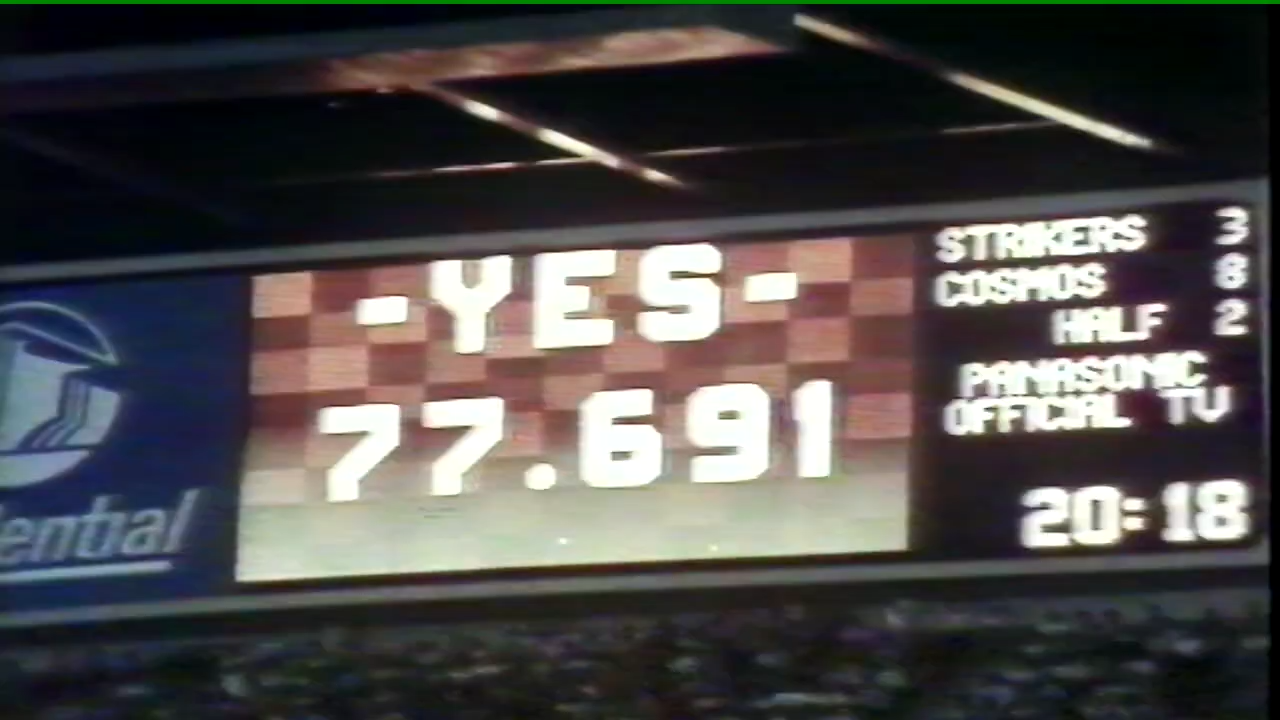 -YES-
77.691
STRIKERS 3
COSMOS 8
HALF 2
PANASONIC
OFFICIAL TV
20:18